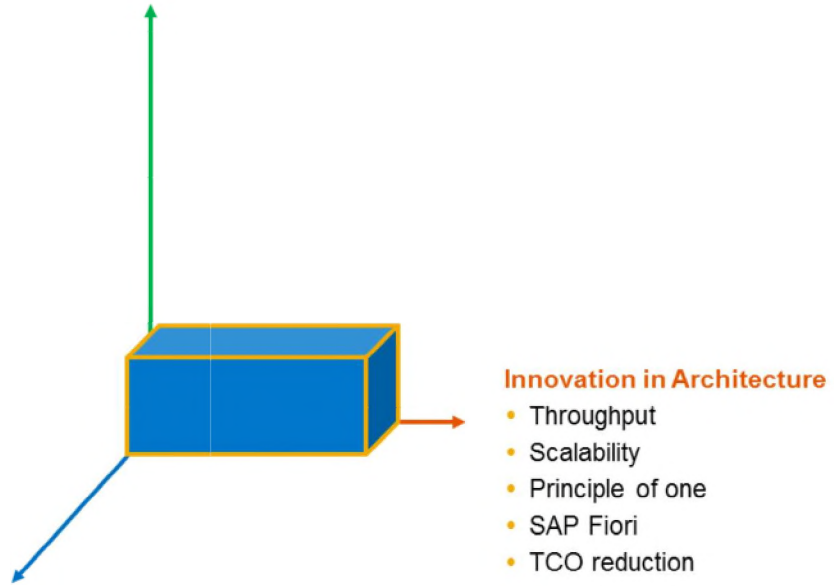 Innovation in Architecture
• Throughput
• Scalability
• Principle of one
• SAP Fiori
• TCO reduction